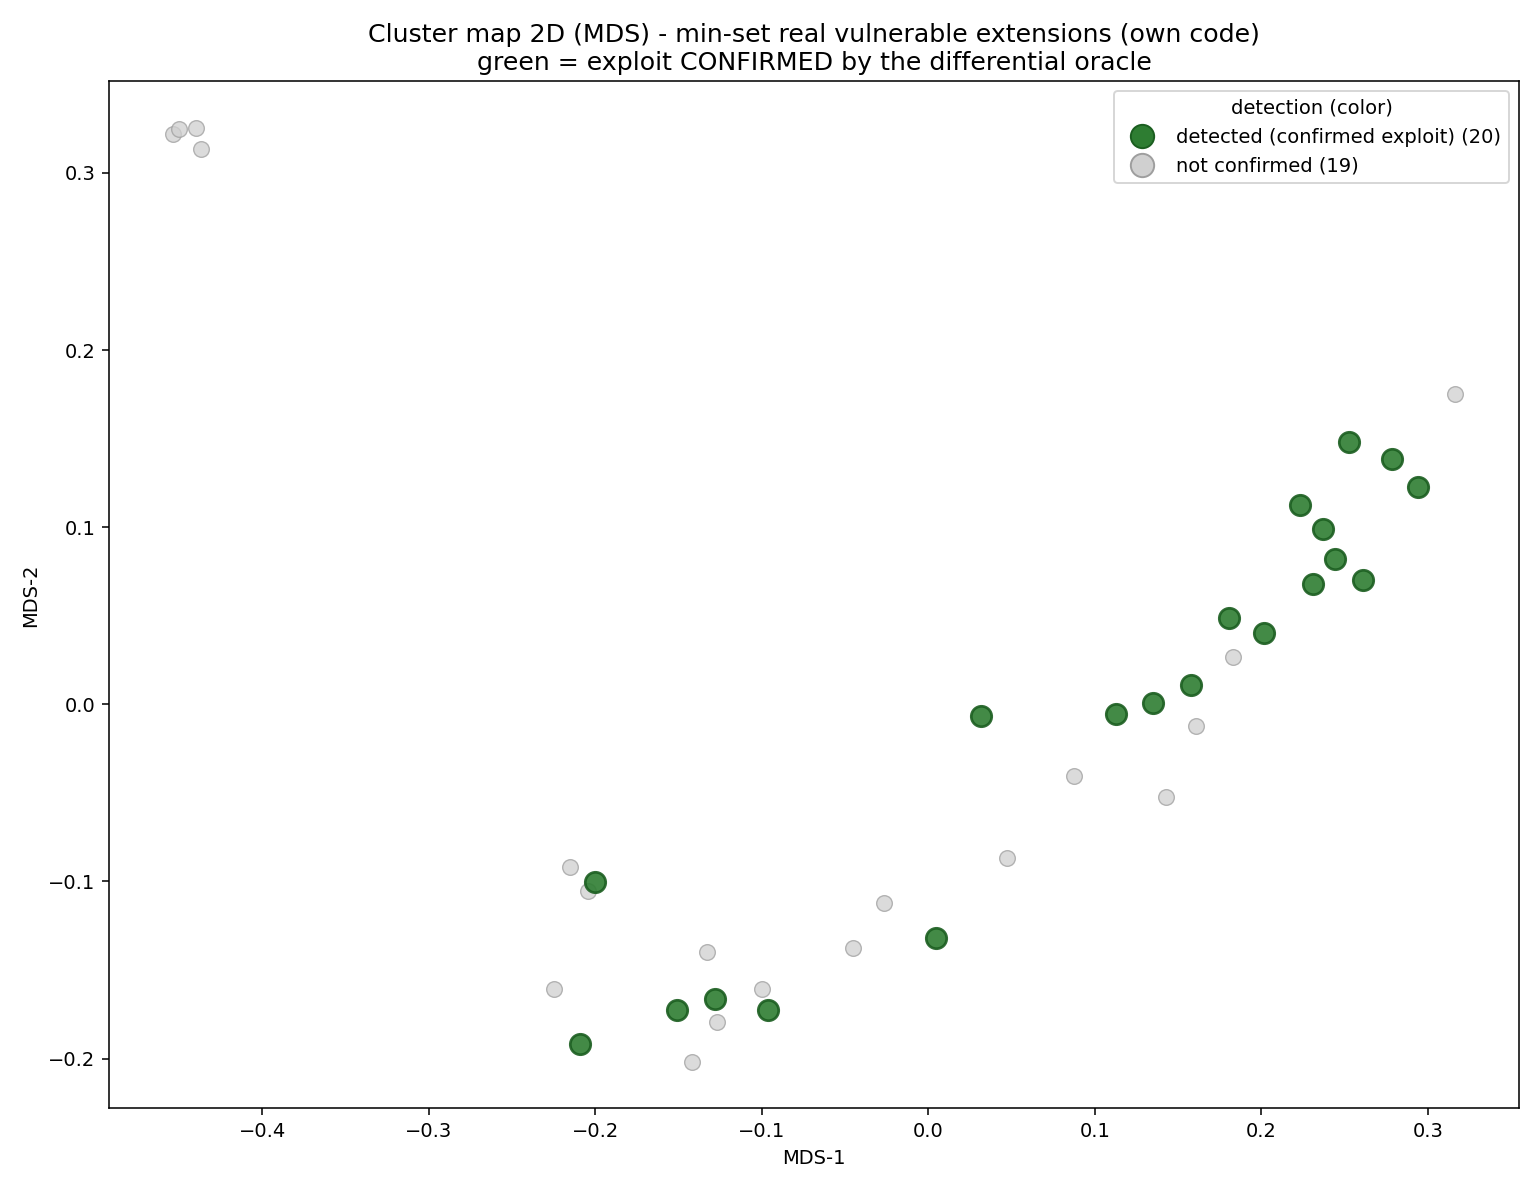 Cluster map 2D (MDS) - min-set real vulnerable extensions (own code)
green = exploit CONFIRMED by the differential oracle
detection (color)
detected (confirmed exploit) (20)
not confirmed (19)
0.3
0.2
0.1
0.0
−0.1
−0.2
MDS-2
−0.4
−0.3
−0.2
−0.1
0.0
0.1
0.2
0.3
MDS-1